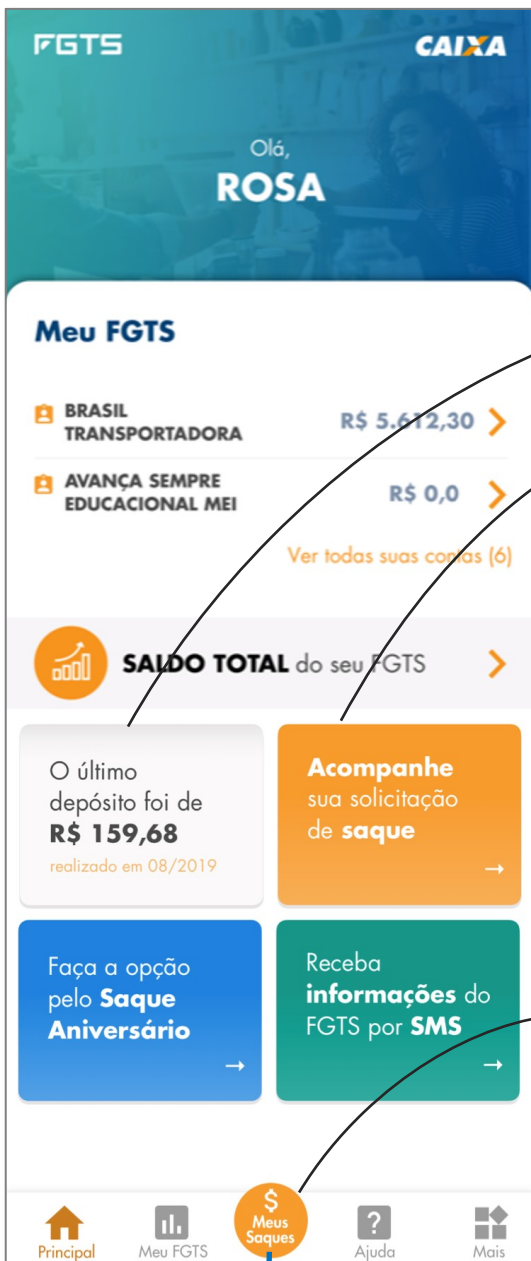 FGTS
CAIXA
Olá,
ROSA
Meu FGTS
BRASIL
TRANSPORTADORA
R$ 5.612,30
AVANÇA SEMPRE
EDUCACIONAL MEI
R$ 0,0
Ver todas suas contas (6)
SALDO TOTAL do seu FGTS
O último
depósito foi de
R$ 159,68
realizado em 08/2019
Acompanhe
sua solicitação
de saque
Faça a opção
pelo Saque
Aniversário
Receba
informações do
FGTS por SMS
Principal
Meu FGTS
$
Meus
Saques
?
Ajuda
Mais